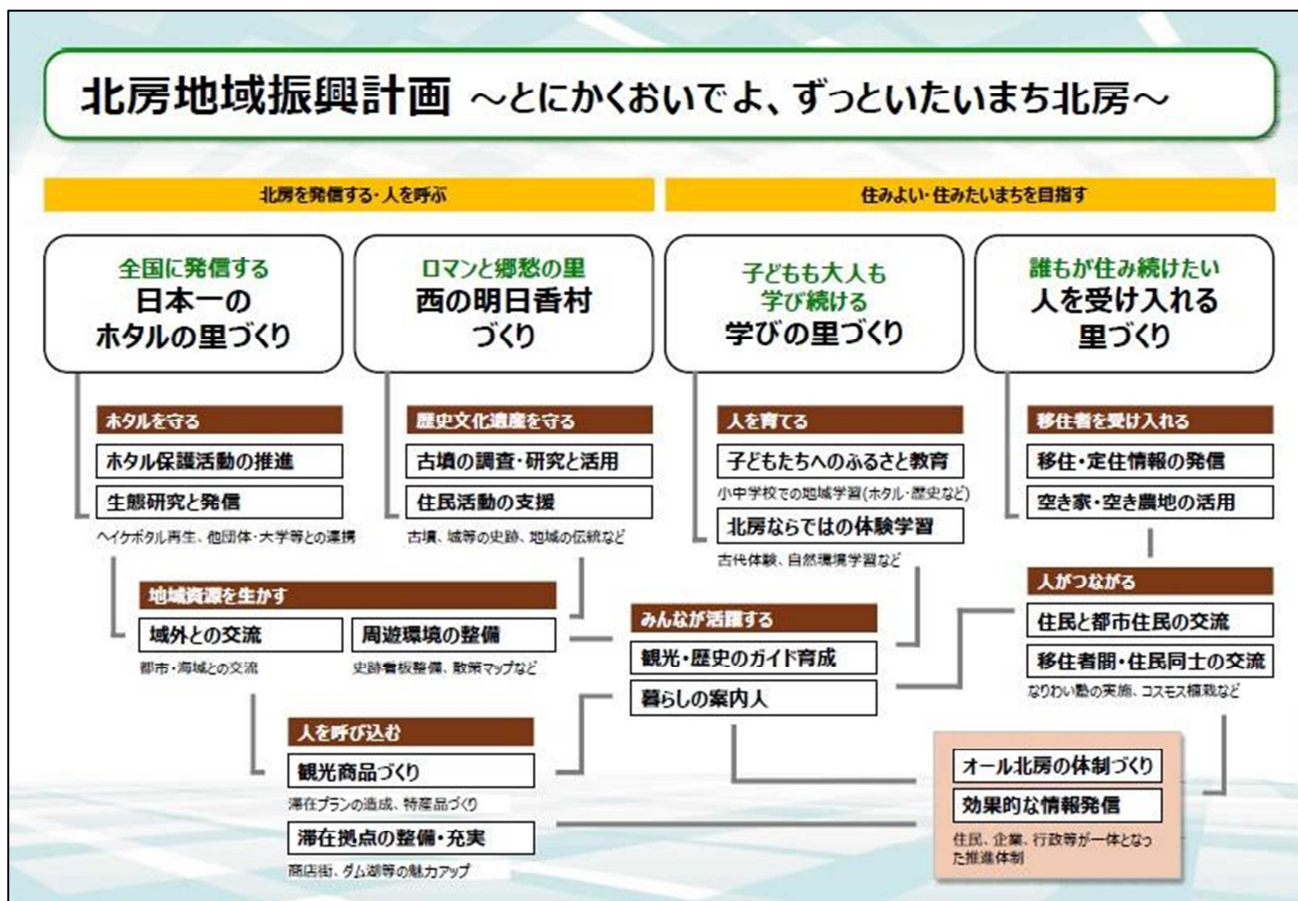 北房地域振興計画 ～とにかくおいでよ、ずっといたいまち北房～
北房を発信する・人を呼ぶ
住みよい・住みたいまちを目指す
全国に発信する
日本一の
ホタルの里づくり
ロマンと郷愁の里
西の明日香村
づくり
子どもも大人も
学び続ける
学びの里づくり
誰もが住み続けたい
人を受け入れる
里づくり
ホタルを守る
ホタル保護活動の推進
生態研究と発信
ヘイケボタル再生、他団体・大学等との連携
歴史文化遺産を守る
古墳の調査・研究と活用
住民活動の支援
古墳、城等の史跡、地域の伝統など
人を育てる
子どもたちへのふるさと教育
小中学校での地域学習(ホタル・歴史など)
北房ならではの体験学習
古代体験、自然環境学習など
移住者を受け入れる
移住・定住情報の発信
空き家・空き農地の活用
地域資源を生かす
域外との交流
都市・海域との交流
周遊環境の整備
史跡看板整備、散策マップなど
みんなが活躍する
観光・歴史のガイド育成
暮らしの案内人
人がつながる
住民と都市住民の交流
移住者間・住民同士の交流
なりわい塾の実施、コスモス植栽など
人を呼び込む
観光商品づくり
滞在プランの造成、特産品づくり
滞在拠点の整備・充実
商店街、ダム湖等の魅力アップ
オール北房の体制づくり
効果的な情報発信
住民、企業、行政等が一体となっ
た推進体制